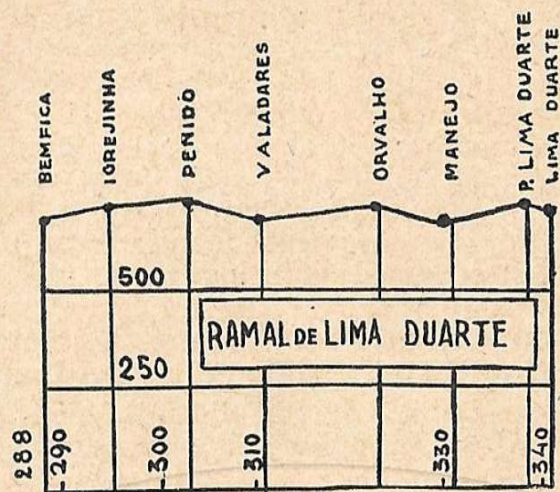 BEMFICA
IGREJINHA
PENIDO
VALADARES
ORVALHO
MANEJO
P. LIMA DUARTE
LIMA DUARTE
500
RAMAL DE LIMA DUARTE
250
288
-290
-300
-310
-330
-340